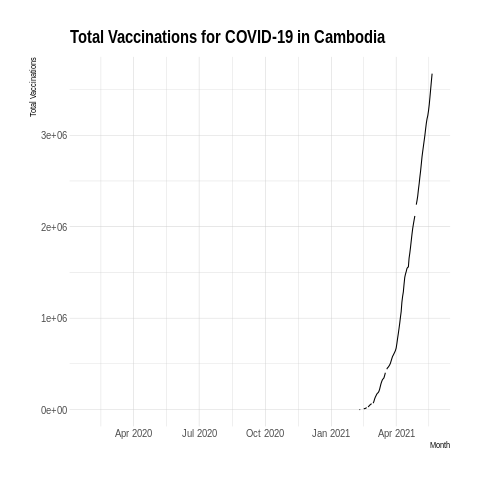 Total Vaccinations for COVID-19 in Cambodia
Total Vaccinations
3e+06
2e+06
1e+06
0e+00
Apr 2020 Jul 2020 Oct 2020 Jan 2021 Apr 2021
Month